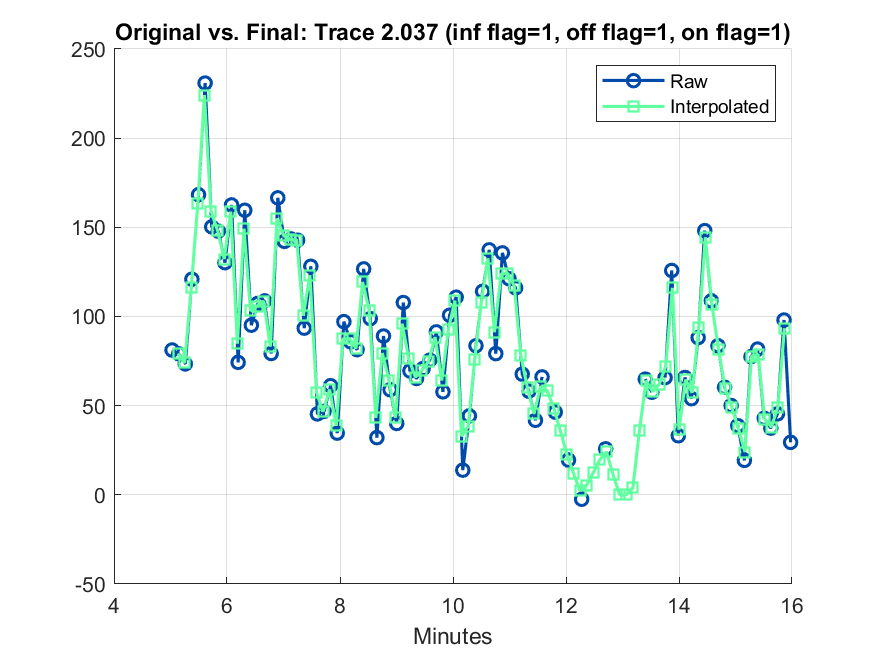 Original vs. Final: Trace 2.037 (inf flag=1, off flag=1, on flag=1)
250
200
150
100
50
0
-50
Raw
Interpolated
4 6 8 10 12 14 16
Minutes